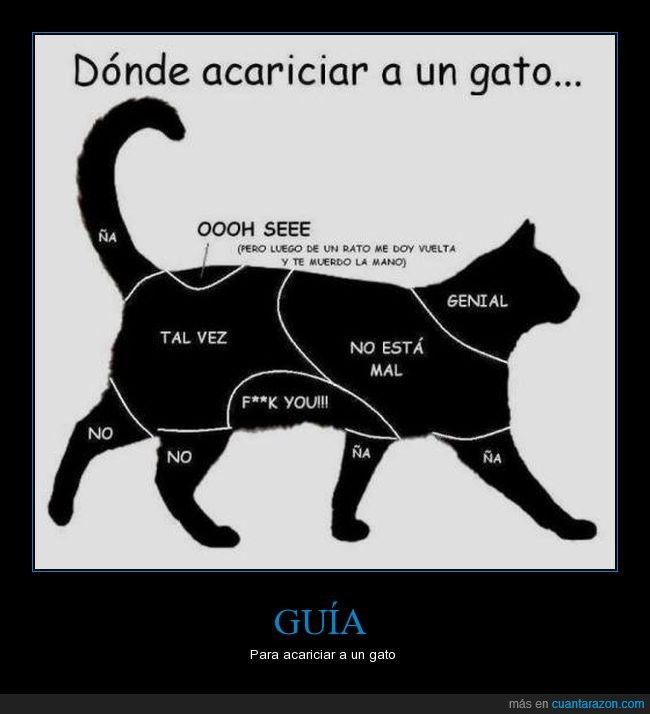 Dónde acariciar a un gato...
ÑA
OOOH SEEE
(PERO LUEGO DE UN RATO ME DOY VUELTA
Y TE MUERDO LA MANO)
GENIAL
TAL VEZ
NO ESTÁ
MAL
F**K YOU!!!
NO
NO
ÑA
ÑA
GUÍA
Para acariciar a un gato
más en cuantarazon.com